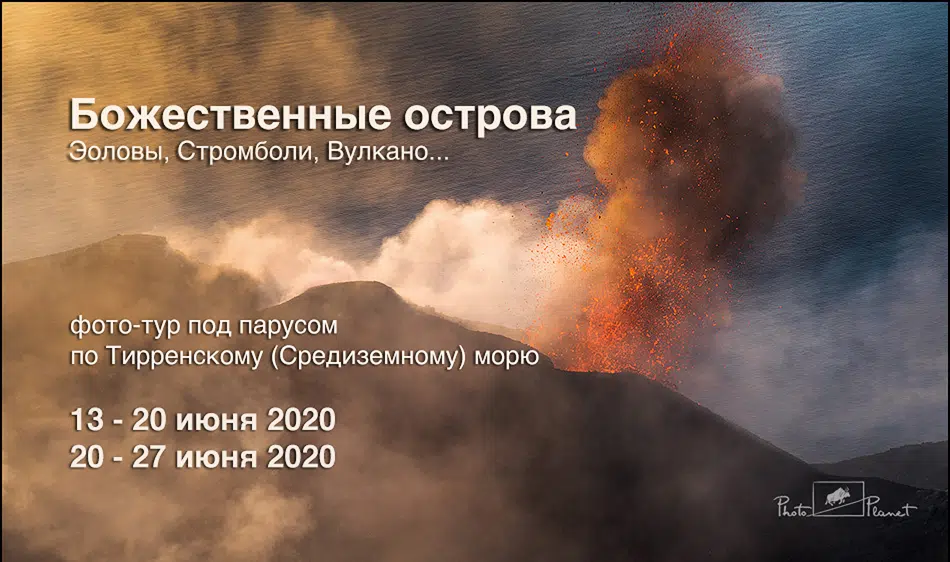 Божественные острова
Эоловы, Стромболи, Вулкано...
фото-тур под парусом
по Тирренскому (Средиземному) морю
13 - 20 июня 2020
20 - 27 июня 2020
Photo Planet